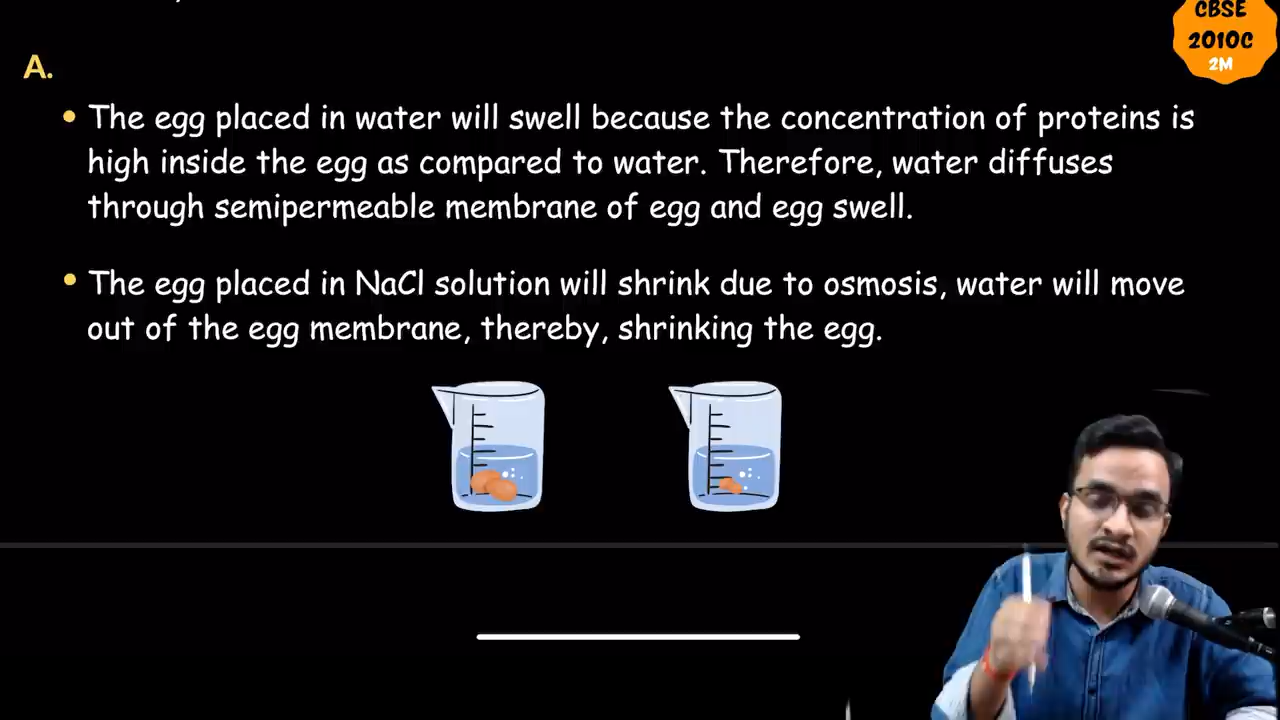 CBSE
2010C
2M
A.
• The egg placed in water will swell because the concentration of proteins is
high inside the egg as compared to water. Therefore, water diffuses
through semipermeable membrane of egg and egg swell.
• The egg placed in NaCl solution will shrink due to osmosis, water will move
out of the egg membrane, thereby, shrinking the egg.